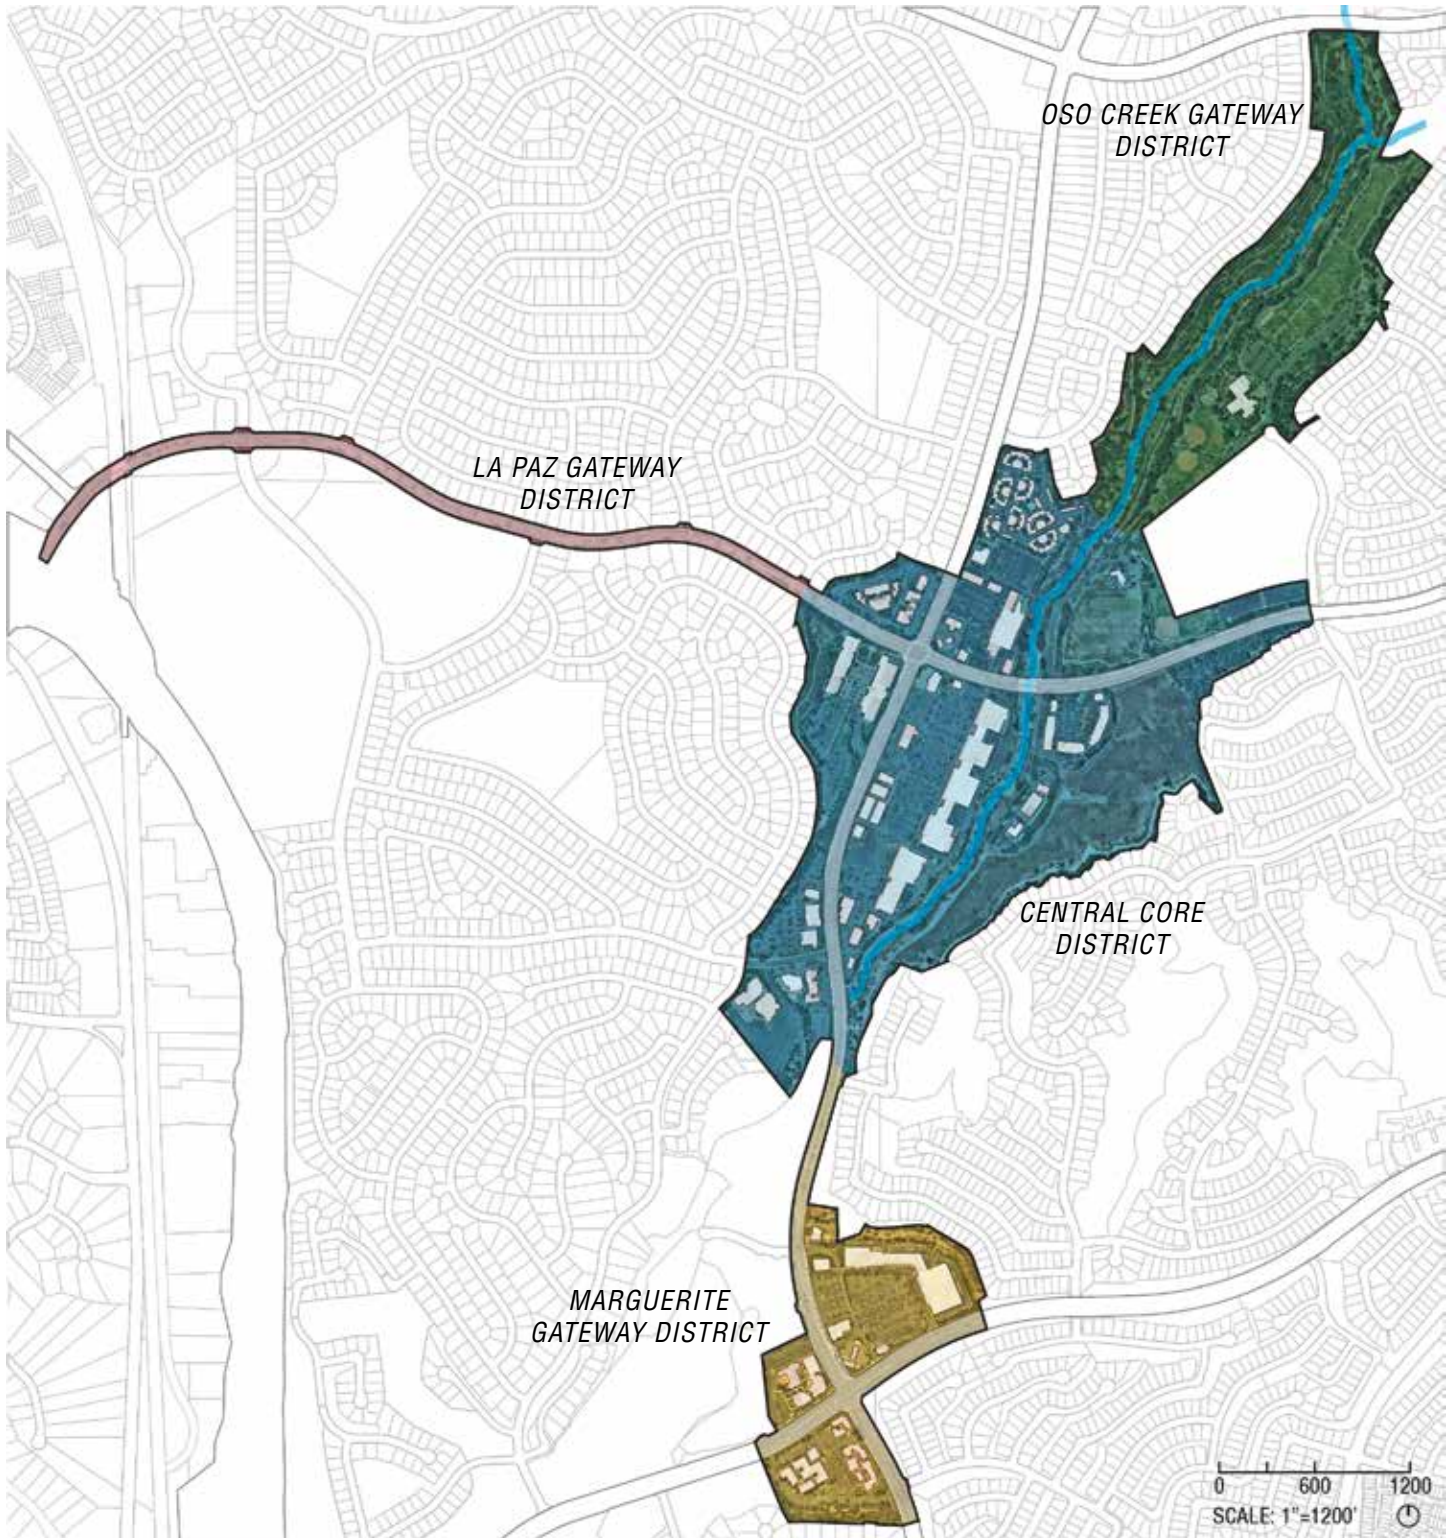 OSO CREEK GATEWAY
DISTRICT
LA PAZ GATEWAY
DISTRICT
CENTRAL CORE
DISTRICT
MARGUERITE
GATEWAY DISTRICT
0 600 1200
SCALE: 1"=1200'